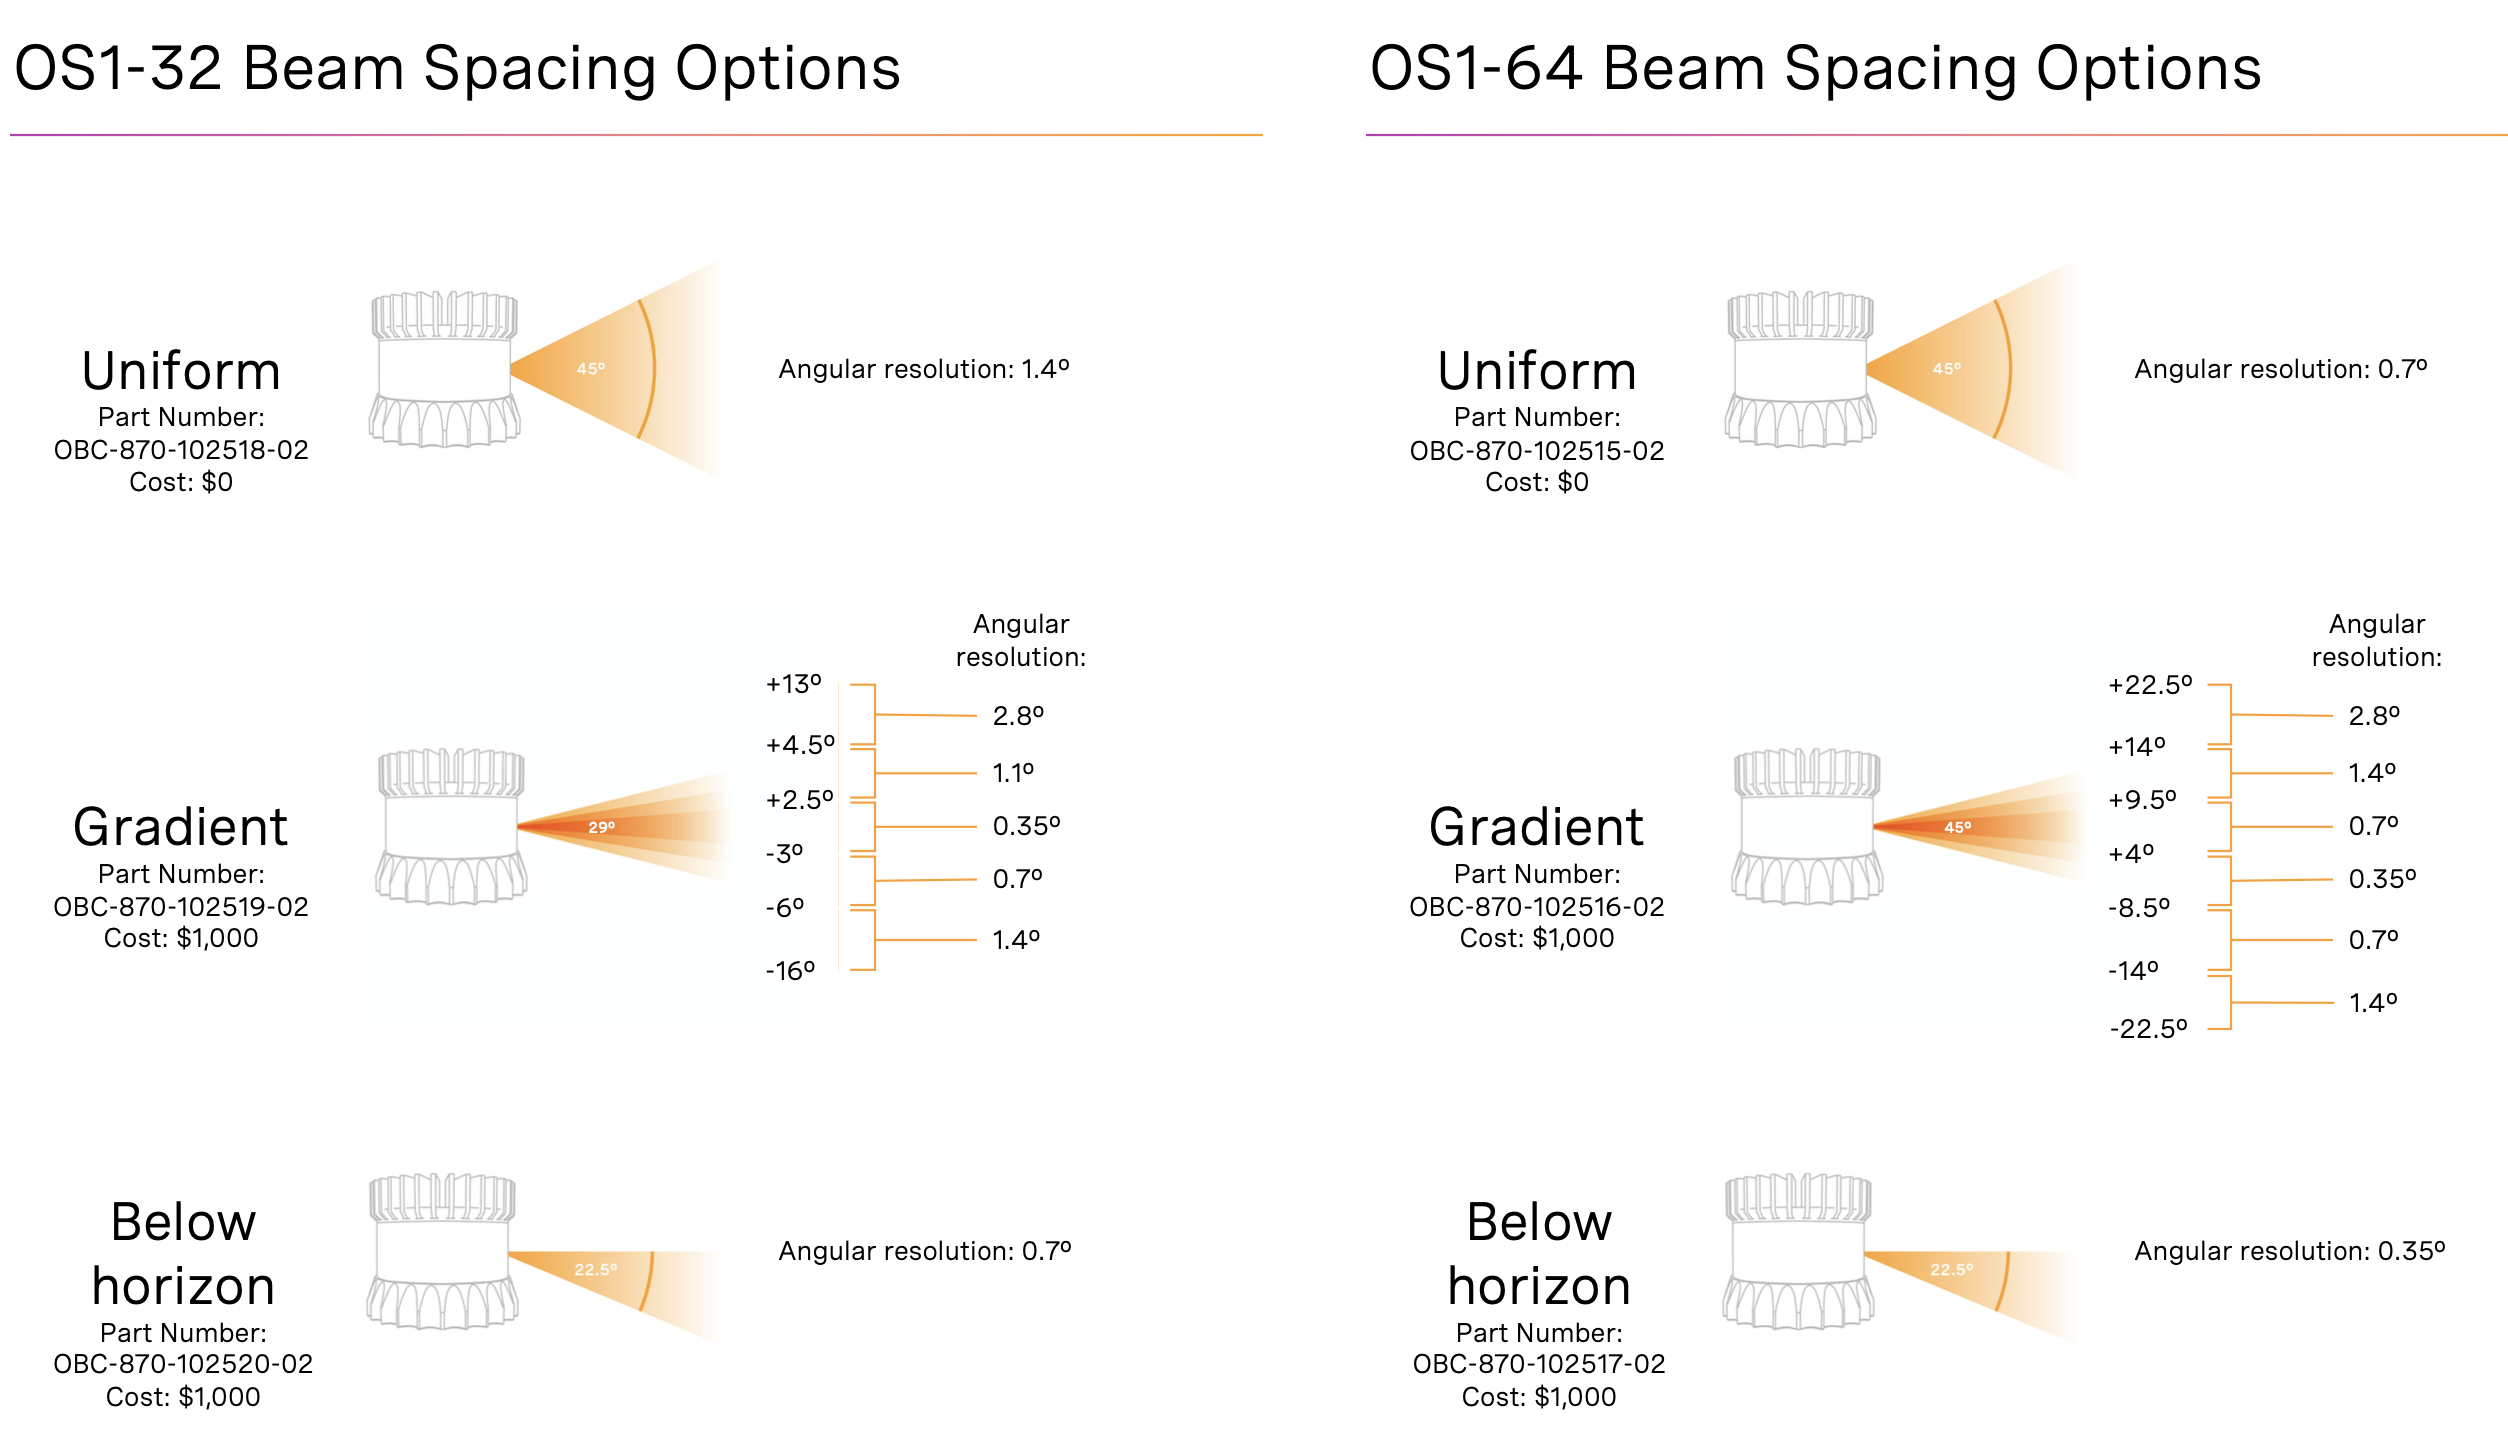 OS1-32 Beam Spacing Options
Uniform
Part Number:
OBC-870-102518-02
Cost: $0
45º
Angular resolution: 1.4º
Gradient
Part Number:
OBC-870-102519-02
Cost: $1,000
29º
Angular
resolution:
+13º
2.8º
+4.5º
1.1º
+2.5º
0.35º
-3º
0.7º
-6º
1.4º
-16º
Below
horizon
Part Number:
OBC-870-102520-02
Cost: $1,000
22.5º
Angular resolution: 0.7º
OS1-64 Beam Spacing Options
Uniform
Part Number:
OBC-870-102515-02
Cost: $0
45º
Angular resolution: 0.7º
Gradient
Part Number:
OBC-870-102516-02
Cost: $1,000
45º
Angular
resolution:
+22.5º
2.8º
+14º
1.4º
+9.5º
0.7º
+4º
0.35º
-8.5º
0.7º
-14º
1.4º
-22.5º
Below
horizon
Part Number:
OBC-870-102517-02
Cost: $1,000
22.5º
Angular resolution: 0.35º